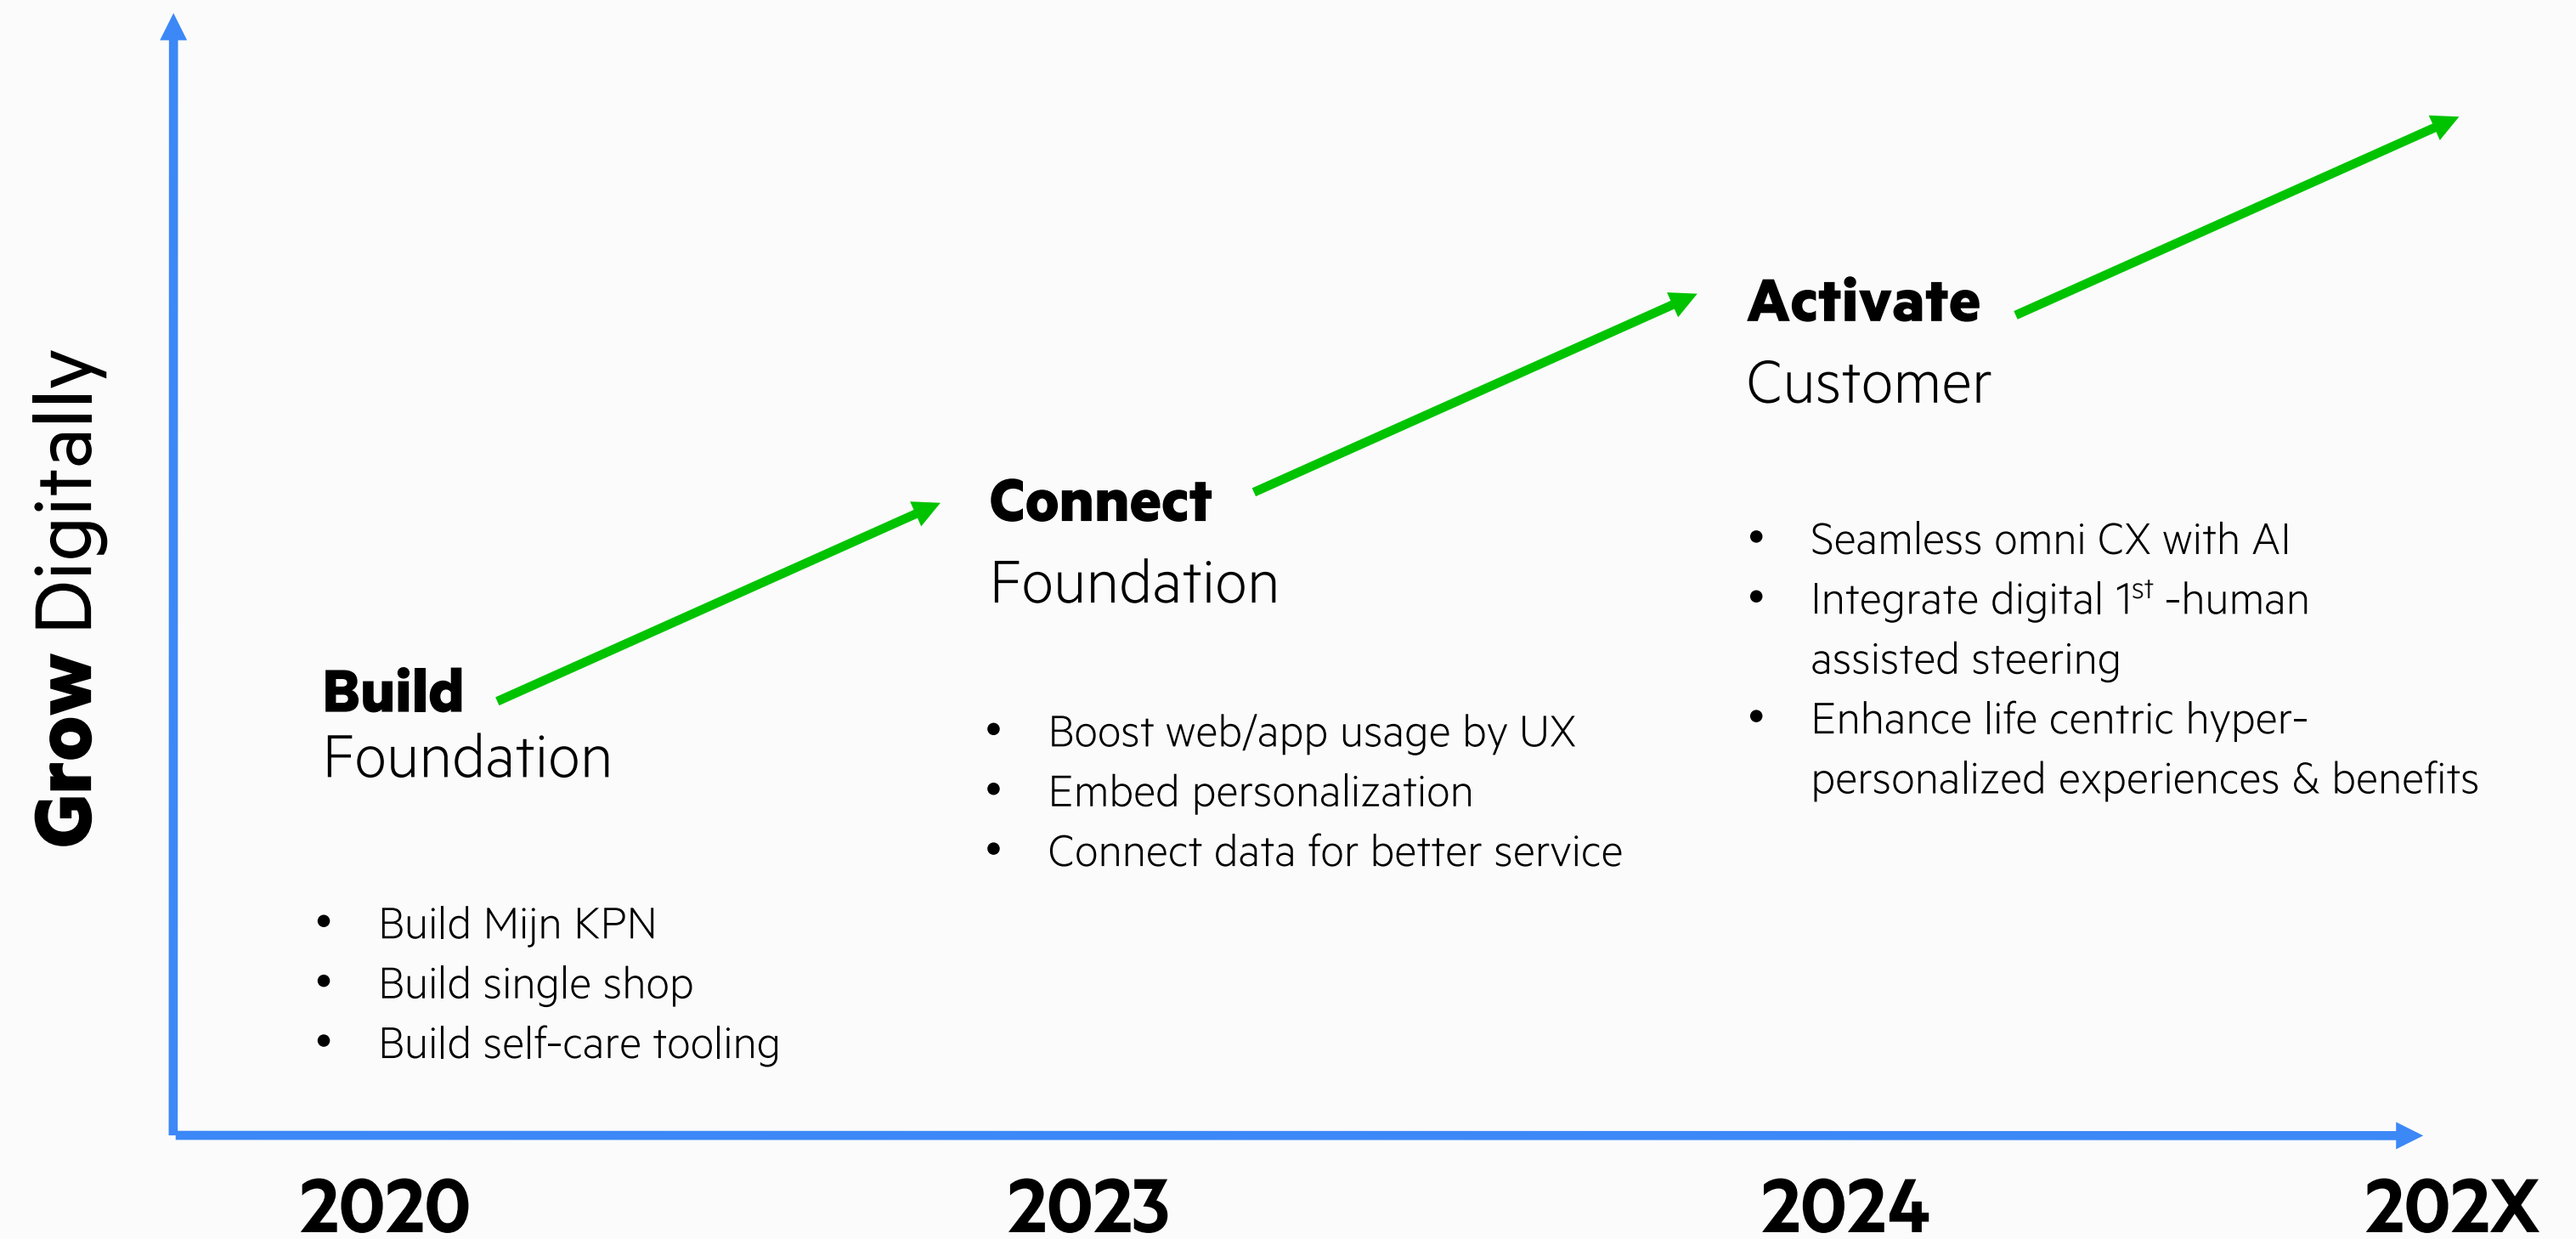 Grow Digitally
Build
Foundation
• Build Mijn KPN
• Build single shop
• Build self-care tooling
Connect
Foundation
• Boost web/app usage by UX
• Embed personalization
• Connect data for better service
Activate
Customer
• Seamless omni CX with AI
• Integrate digital 1st -human
assisted steering
• Enhance life centric hyper-
personalized experiences & benefits
2020
2023
2024
202X